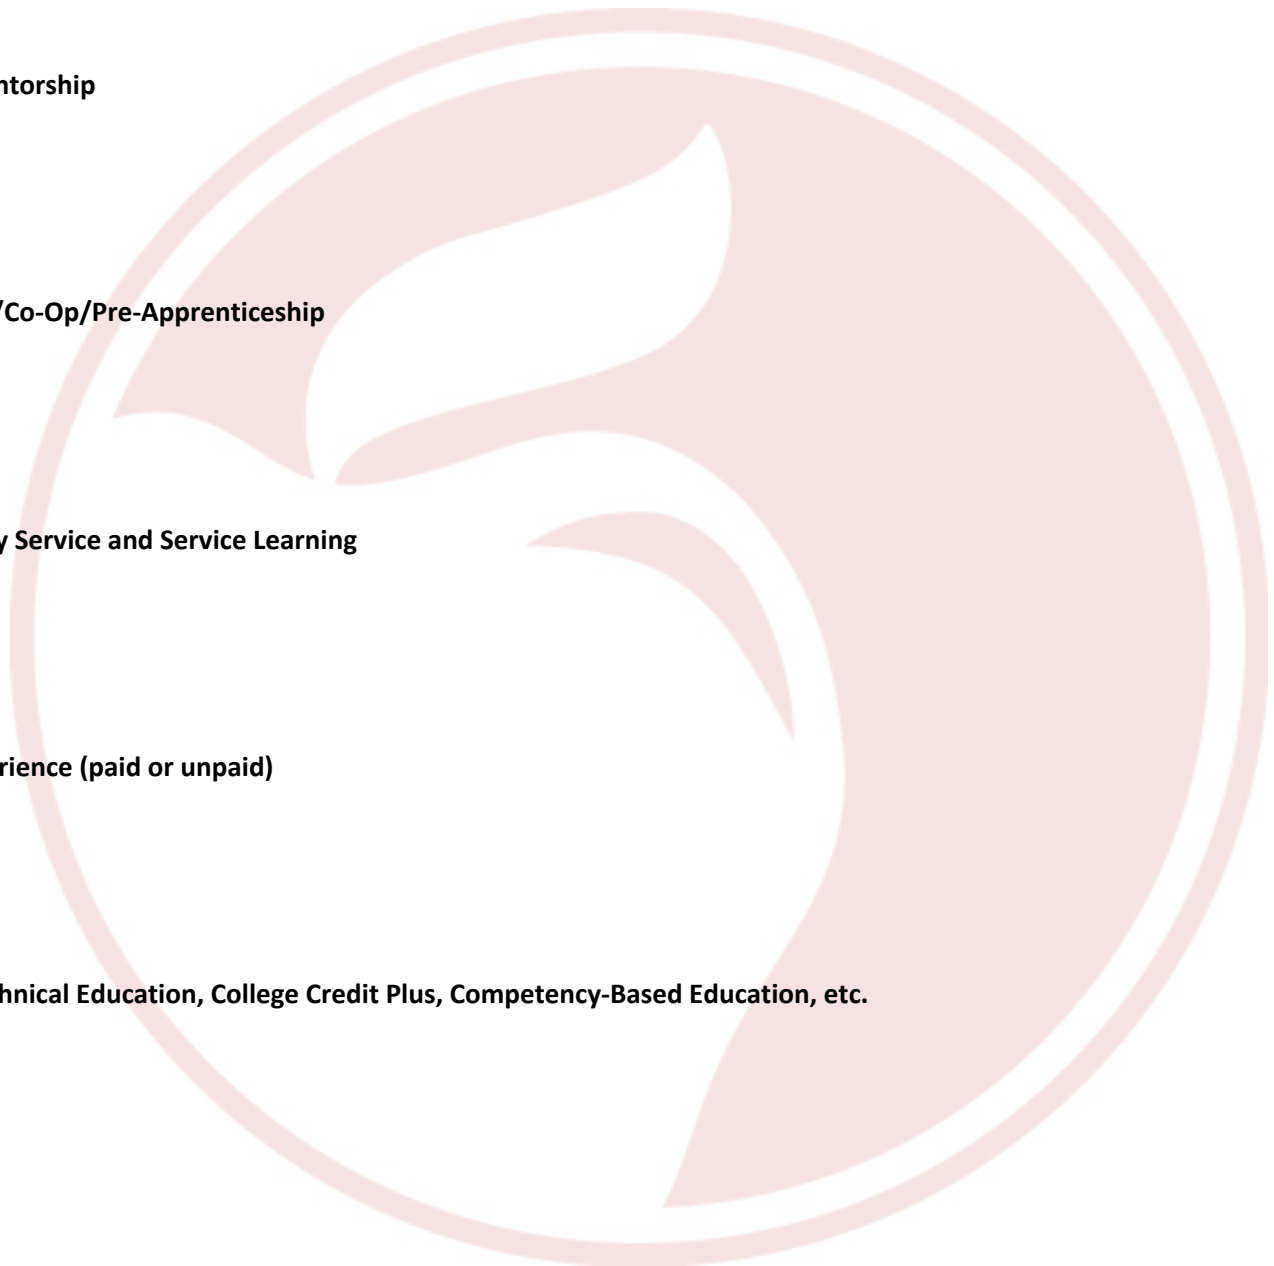 ntorship
/Co-Op/Pre-Apprenticeship
y Service and Service Learning
rience (paid or unpaid)
hnical Education, College Credit Plus, Competency-Based Education, etc.